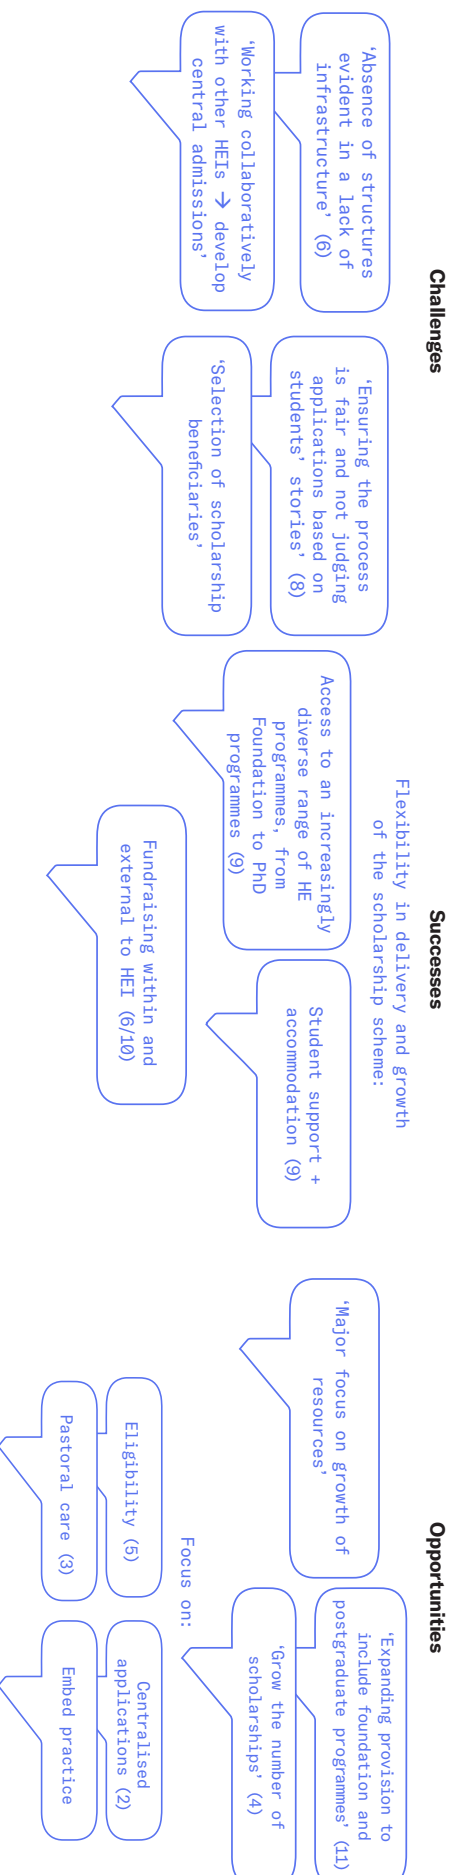 Challenges
‘Absence of structures
evident in a lack of
infrastructure’ (6)
‘Working collaboratively
with other HEIs → develop
central admissions’
‘Ensuring the process
is fair and not judging
applications based on
students’ stories’ (8)
‘Selection of scholarship
beneficiaries’
Successes
Flexibility in delivery and growth
of the scholarship scheme:
Access to an increasingly
diverse range of HE
programmes, from
Foundation to PhD
programmes (9)
Student support +
accommodation (9)
Fundraising within and
external to HEI (6/10)
Opportunities
‘Major focus on growth of
resources’
‘Expanding provision to
include foundation and
postgraduate programmes’ (11)
‘Grow the number of
scholarships’ (4)
Focus on:
Eligibility (5)
Pastoral care (3)
Centralised
applications (2)
Embed practice